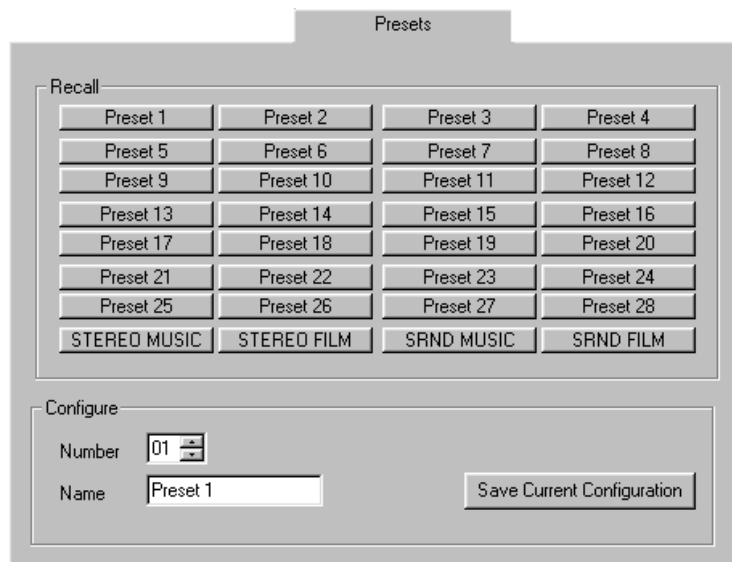 Presets
Recall
Preset 1 Preset 2 Preset 3 Preset 4
Preset 5 Preset 6 Preset 7 Preset 8
Preset 9 Preset 10 Preset 11 Preset 12
Preset 13 Preset 14 Preset 15 Preset 16
Preset 17 Preset 18 Preset 19 Preset 20
Preset 21 Preset 22 Preset 23 Preset 24
Preset 25 Preset 26 Preset 27 Preset 28
STEREO MUSIC STEREO FILM SRND MUSIC SRND FILM
Configure
Number 01
Name Preset 1 Save Current Configuration